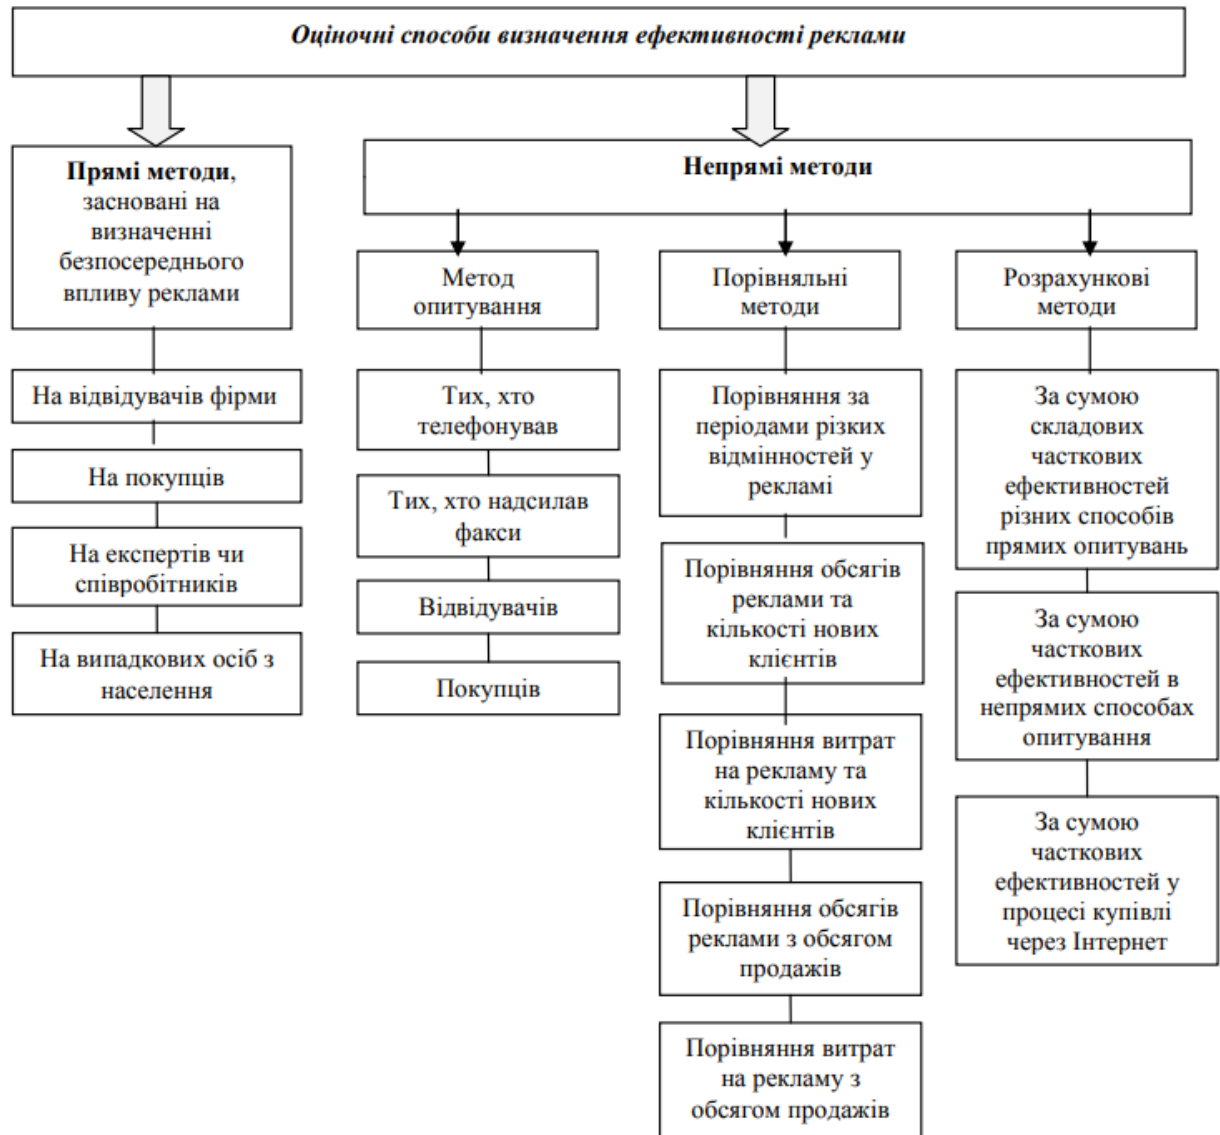 Оціночні способи визначення ефективності реклами
Прямі методи,
засновані на
визначенні
безпосереднього
впливу реклами
На відвідувачів фірми
На покупців
На експертів чи
співробітників
На випадкових осіб з
населення
Непрямі методи
Метод
опитування
Тих, хто
телефонував
Тих, хто надсилав
факси
Відвідувачів
Покупців
Порівняльні
методи
Порівняння за
періодами різких
відмінностей у
рекламі
Порівняння обсягів
реклами та
кількості нових
клієнтів
Порівняння витрат
на рекламу та
кількості нових
клієнтів
Порівняння обсягів
реклами з обсягом
продажів
Порівняння витрат
на рекламу з
обсягом продажів
Розрахункові
методи
За сумою
складових
часткових
ефективностей
різних способів
прямих опитувань
За сумою
часткових
ефективностей в
непрямих способах
опитування
За сумою
часткових
ефективностей у
процесі купівлі
через Інтернет